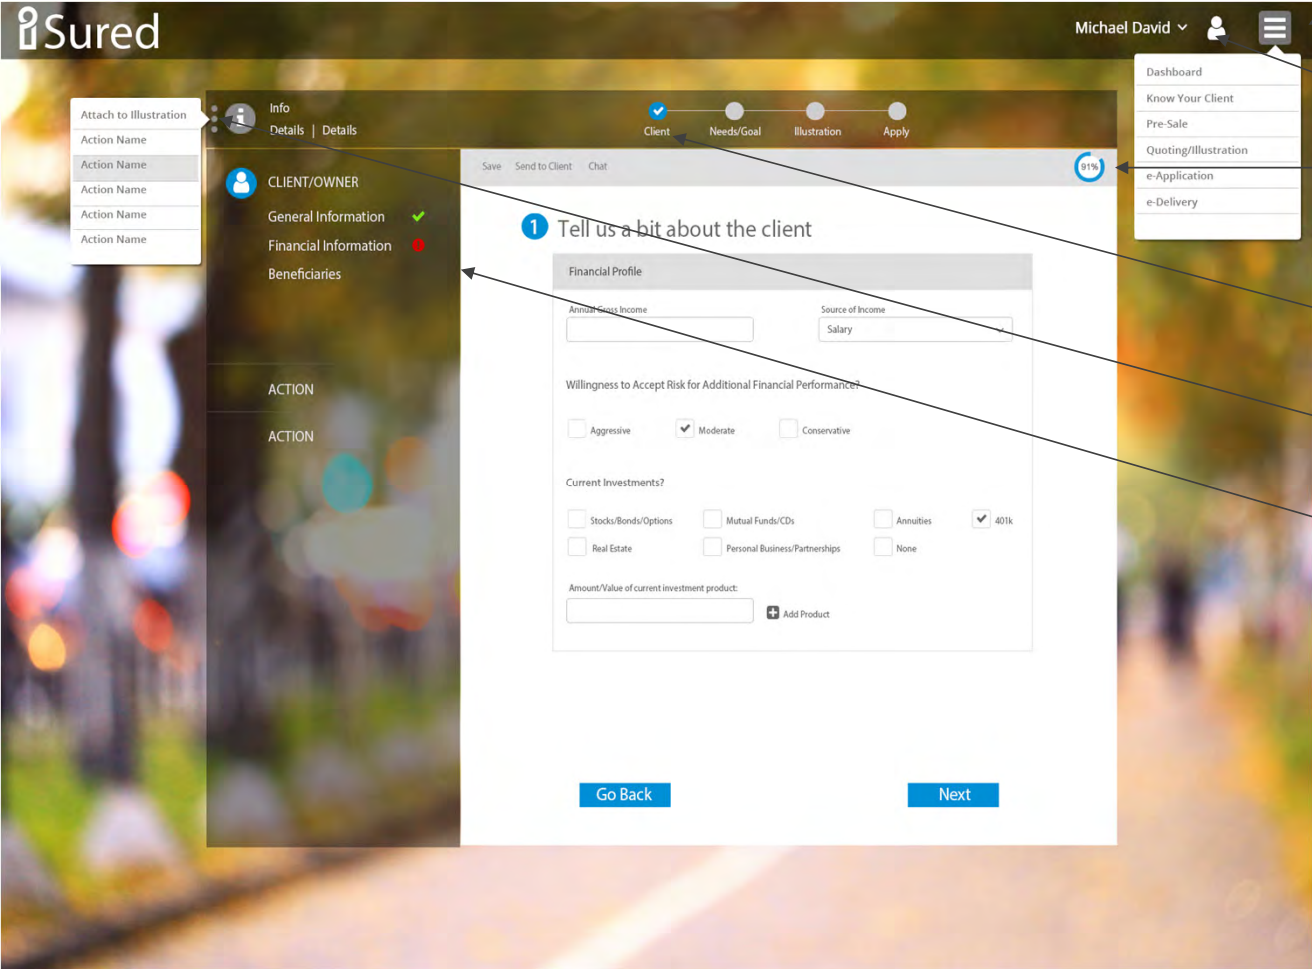 iSured
Michael David
Dashboard
Know Your Client
Pre-Sale
Quoting/Illustration
e-Application
e-Delivery
Attach to Illustration
Action Name
Action Name
Action Name
Action Name
Action Name
i
Info
Details | Details
Client
Needs/Goal
Illustration
Apply
CLIENT/OWNER
General Information
Financial Information
Beneficiaries
ACTION
ACTION
Save Send to Client Chat
91%
1 Tell us a bit about the client
Financial Profile
Annual Gross Income
Source of Income
Salary
Willingness to Accept Risk for Additional Financial Performance?
Aggressive
Moderate
Conservative
Current Investments?
Stocks/Bonds/Options
Mutual Funds/CDs
Annuities
401k
Real Estate
Personal Business/Partnerships
None
Amount/Value of current investment product:
Add Product
Go Back
Next